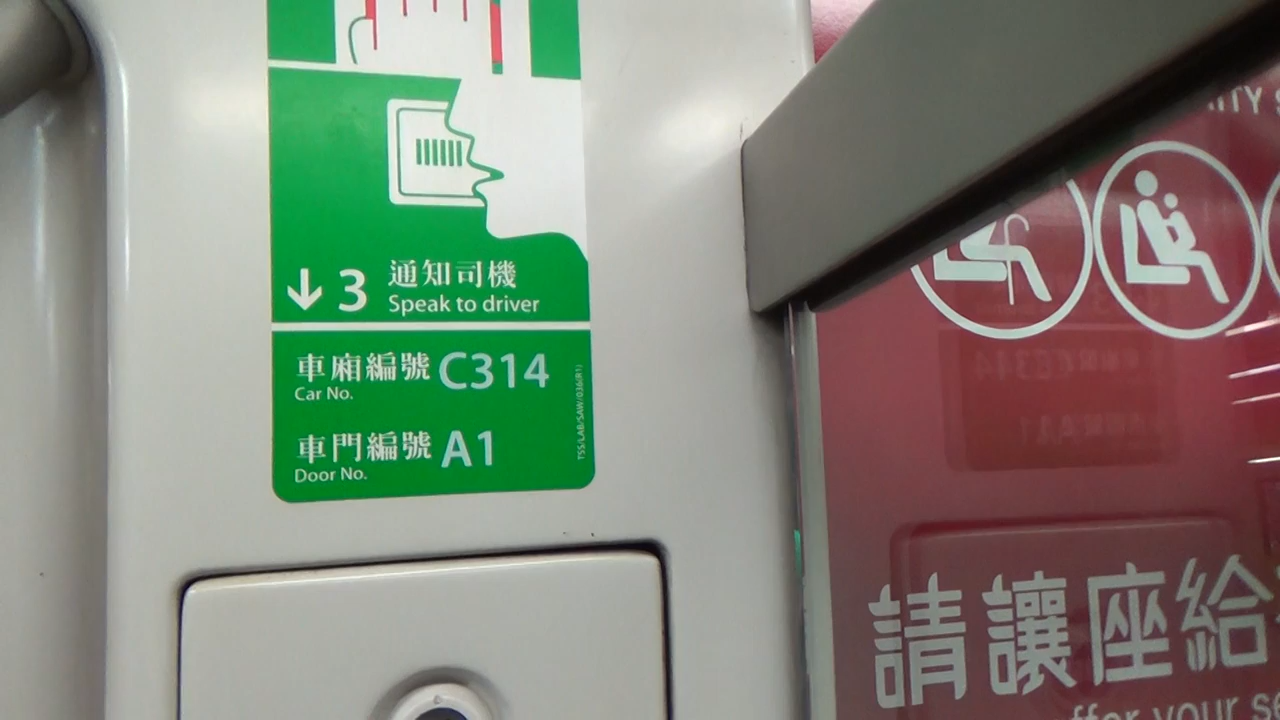 3 通知司機
Speak to driver
車廂編號 C314
Car No.
車門編號 A1
Door No.
TSS/LAB/SAW/036(R1)
請讓座給
your